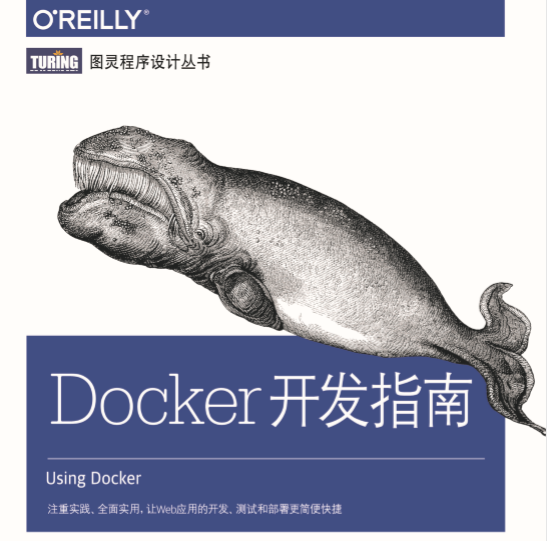 O'REILLY®
TURING 图灵程序设计丛书
Docker开发指南
Using Docker
注重实践、全面实用，让Web应用的开发、测试和部署更简便快捷